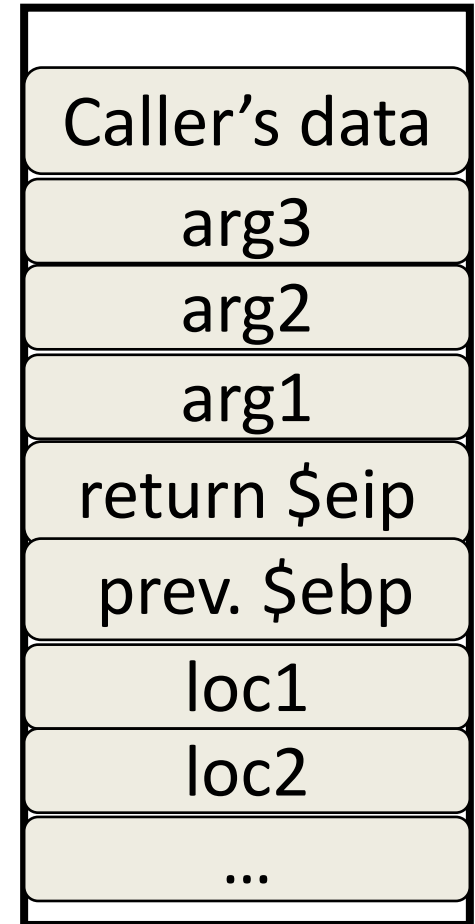 Caller’s data
arg3
arg2
arg1
return $eip
prev. $ebp
loc1
loc2
...